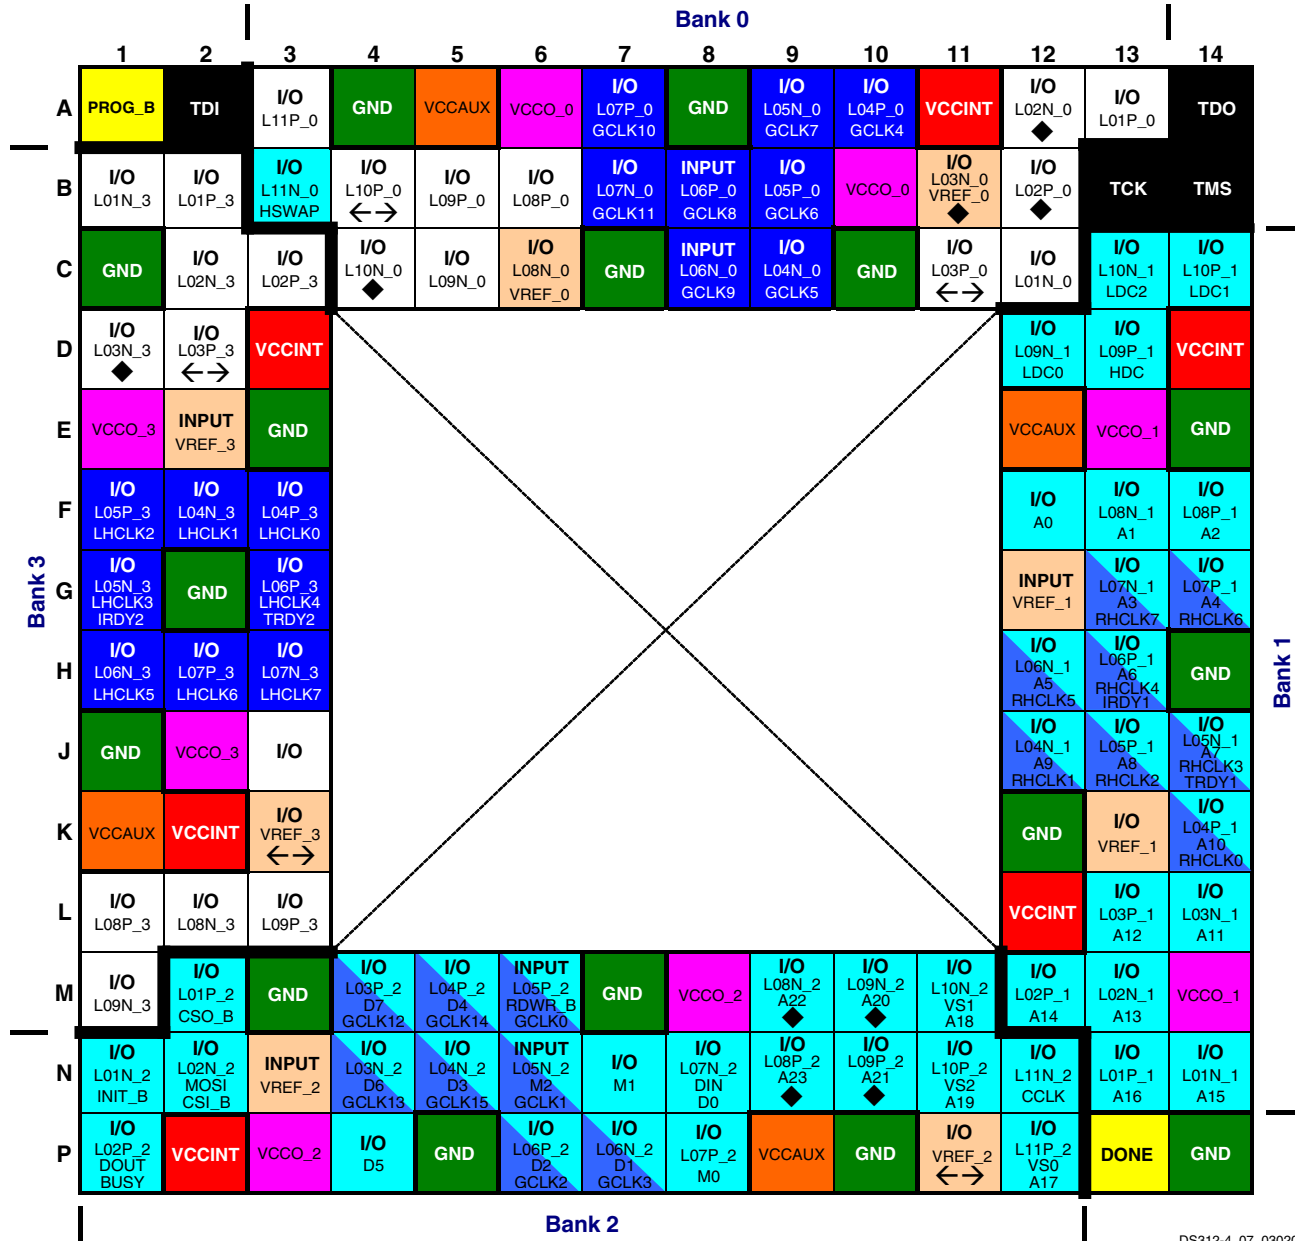 Bank 0
1 2 3 4 5 6 7 8 9 10 11 12 13 14
A
PROG_B
TDI
I/O
L11P_0
GND
VCCAUX
VCCO_0
I/O
L07P_0
GCLK10
GND
I/O
L05N_0
GCLK7
I/O
L04P_0
GCLK4
VCCINT
I/O
L02N_0
◆
I/O
L01P_0
TDO
B
I/O
L01N_3
I/O
L01P_3
I/O
L11N_0
HSWAP
I/O
L10P_0
←→
I/O
L09P_0
I/O
L08P_0
I/O
L07N_0
GCLK11
INPUT
L06P_0
GCLK8
I/O
L05P_0
GCLK6
VCCO_0
I/O
L03N_0
VREF_0
◆
I/O
L02P_0
◆
TCK
TMS
C
GND
I/O
L02N_3
I/O
L02P_3
I/O
L10N_0
◆
I/O
L09N_0
I/O
L08N_0
VREF_0
GND
INPUT
L06N_0
GCLK9
I/O
L04N_0
GCLK5
GND
I/O
L03P_0
←→
I/O
L01N_0
I/O
L10N_1
LDC2
I/O
L10P_1
LDC1
D
I/O
L03N_3
◆
I/O
L03P_3
←→
VCCINT
I/O
L09N_1
LDC0
I/O
L09P_1
HDC
VCCINT
E
VCCO_3
INPUT
VREF_3
GND
VCCAUX
VCCO_1
GND
F
I/O
L05P_3
LHCLK2
I/O
L04N_3
LHCLK1
I/O
L04P_3
LHCLK0
I/O
A0
I/O
L08N_1
A1
I/O
L08P_1
A2
Bank 3
G
I/O
L05N_3
LHCLK3
IRDY2
GND
I/O
L06P_3
LHCLK4
TRDY2
INPUT
VREF_1
I/O
L07N_1
A3
RHCLK7
I/O
L07P_1
A4
RHCLK6
H
I/O
L06N_3
LHCLK5
I/O
L07P_3
LHCLK6
I/O
L07N_3
LHCLK7
I/O
L06N_1
A5
RHCLK5
I/O
L06P_1
A6
RHCLK4
IRDY1
GND
Bank 1
J
GND
VCCO_3
I/O
I/O
L04N_1
A9
RHCLK1
I/O
L05P_1
A8
RHCLK2
I/O
L05N_1
A7
RHCLK3
TRDY1
K
VCCAUX
VCCINT
I/O
VREF_3
←→
GND
I/O
VREF_1
I/O
L04P_1
A10
RHCLK0
L
I/O
L08P_3
I/O
L08N_3
I/O
L09P_3
VCCINT
I/O
L03P_1
A12
I/O
L03N_1
A11
M
I/O
L09N_3
I/O
L01P_2
CSO_B
GND
I/O
L03P_2
D7
GCLK12
I/O
L04P_2
D4
GCLK14
INPUT
L05P_2
RDWR_B
GCLK0
GND
VCCO_2
I/O
L08N_2
A22
◆
I/O
L09N_2
A20
◆
I/O
L10N_2
VS1
A18
I/O
L02P_1
A14
I/O
L02N_1
A13
VCCO_1
N
I/O
L01N_2
INIT_B
I/O
L02N_2
MOSI
CSI_B
INPUT
VREF_2
I/O
L03N_2
D6
GCLK13
I/O
L04N_2
D3
GCLK15
INPUT
L05N_2
M2
GCLK1
I/O
M1
I/O
L07N_2
DIN
D0
I/O
L08P_2
A23
◆
I/O
L09P_2
A21
◆
I/O
L10P_2
VS2
A19
I/O
L11N_2
CCLK
I/O
L01P_1
A16
I/O
L01N_1
A15
P
I/O
L02P_2
DOUT
BUSY
VCCINT
VCCO_2
I/O
D5
GND
I/O
L06P_2
D2
GCLK2
I/O
L06N_2
D1
GCLK3
I/O
L07P_2
M0
VCCAUX
GND
I/O
VREF_2
←→
I/O
L11P_2
VS0
A17
DONE
GND
Bank 2